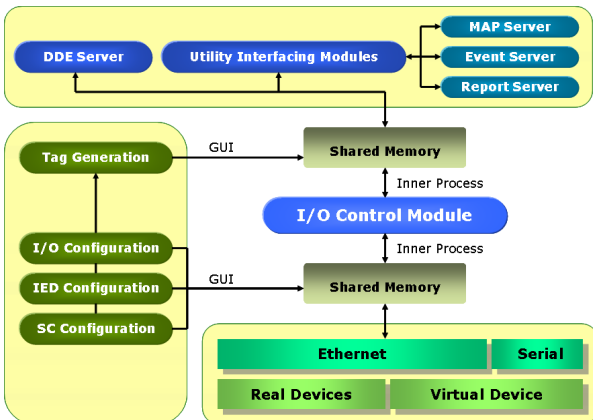 MAP Server
DDE Server
Utility Interfacing Modules
Event Server
Report Server
Tag Generation
GUI
Shared Memory
Inner Process
I/O Control Module
I/O Configuration
Inner Process
IED Configuration
GUI
Shared Memory
SC Configuration
Ethernet
Serial
Real Devices
Virtual Device